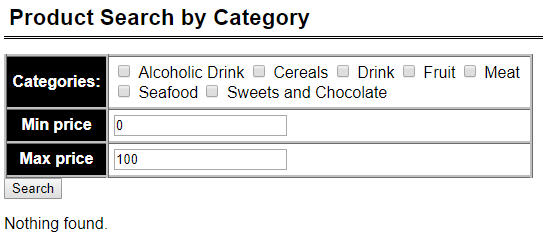 Product Search by Category
Categories:
Alcoholic Drink Cereals Drink Fruit Meat
Seafood Sweets and Chocolate
Min price 0
Max price 100
Search
Nothing found.